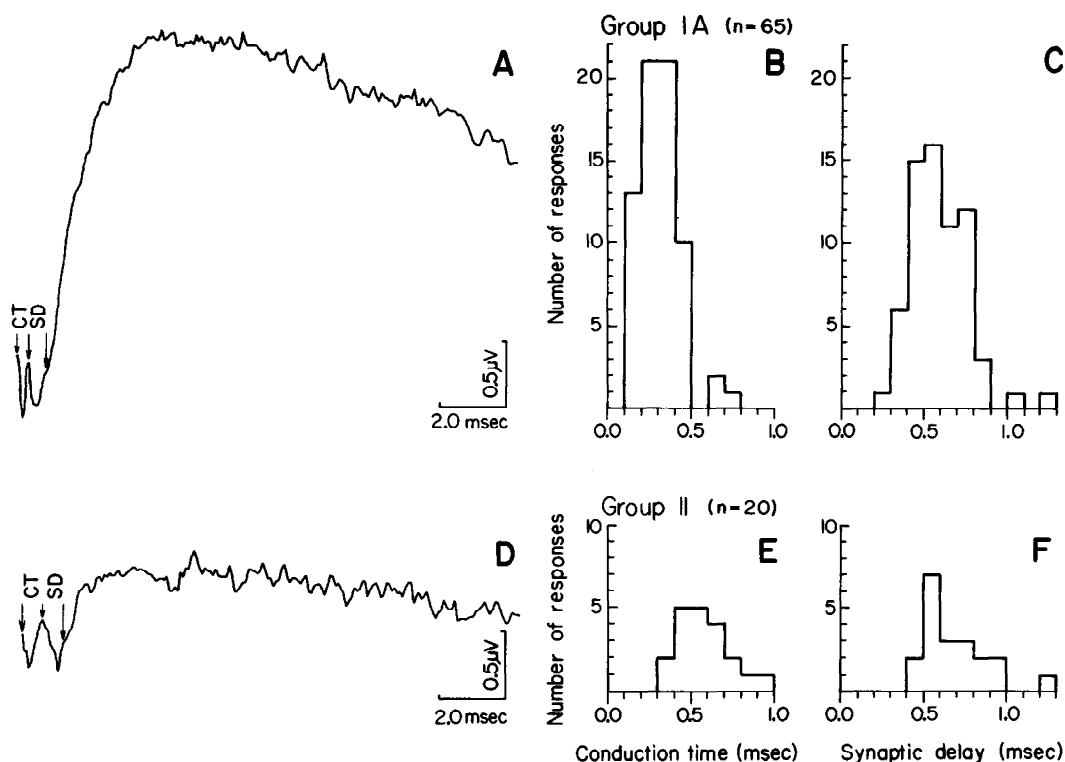 A
CT
SD
0.5μV
2.0 msec
Group IA (n=65)
B
C
Number of responses
20
15
10
5
0.0
0.5
1.0
20
15
10
5
0.0
0.5
1.0
D
CT
SD
0.5μV
2.0 msec
Group II (n=20)
E
F
Number of responses
10
5
0.0
0.5
1.0
Conduction time (msec)
10
5
0.0
0.5
1.0
Synaptic delay (msec)